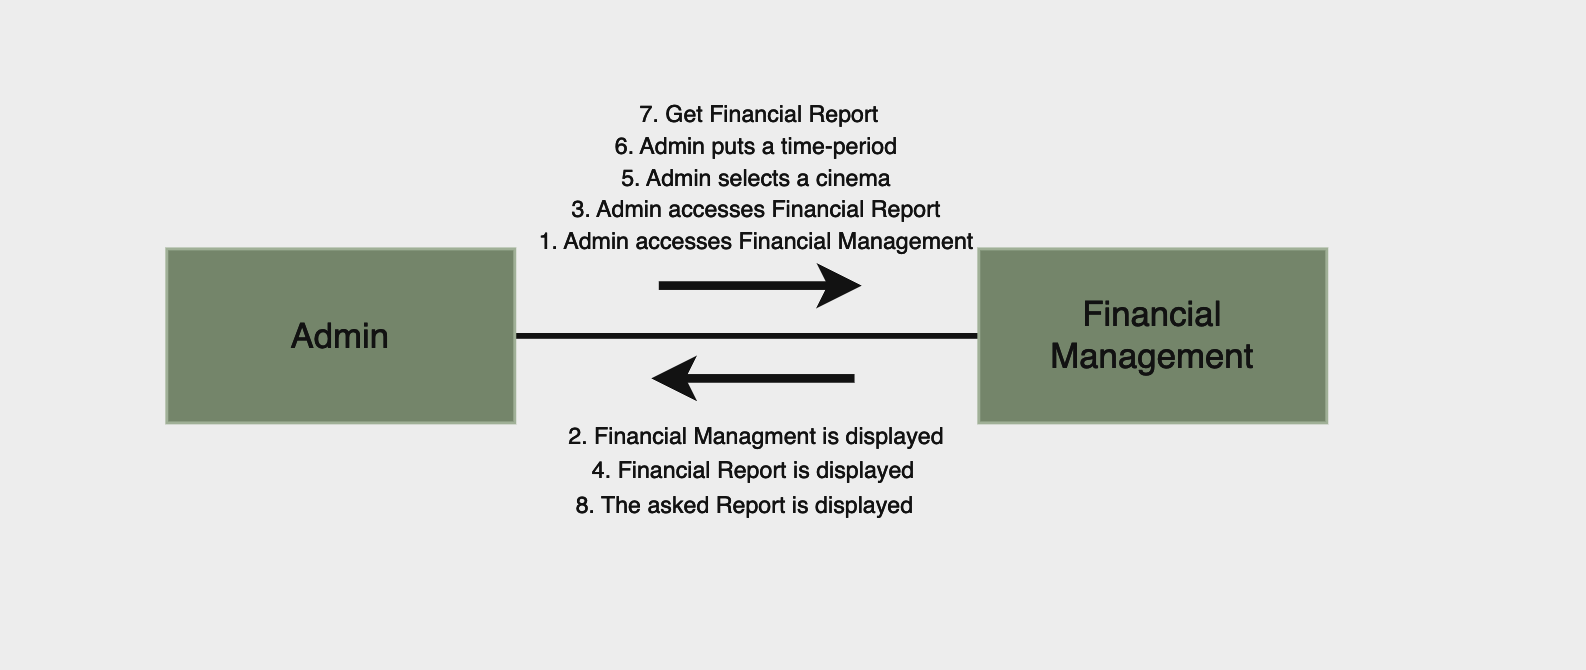 7. Get Financial Report
6. Admin puts a time-period
5. Admin selects a cinema
3. Admin accesses Financial Report
1. Admin accesses Financial Management
Admin
Financial
Management
2. Financial Managment is displayed
4. Financial Report is displayed
8. The asked Report is displayed